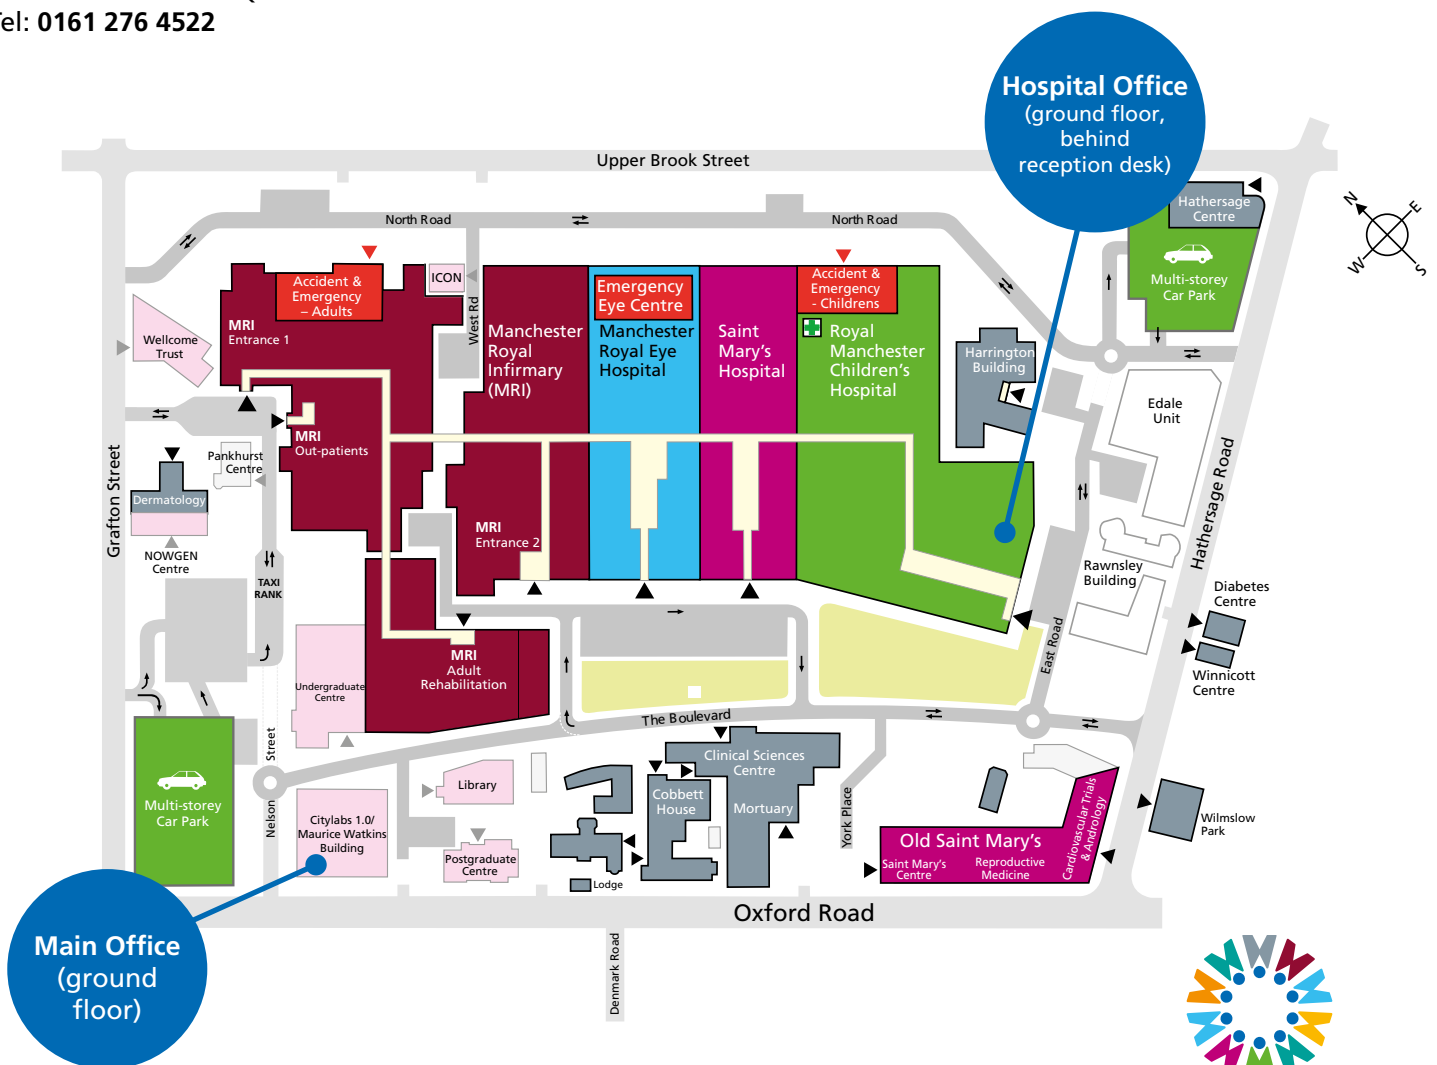 Tel: 0161 276 4522
Hospital Office
(ground floor,
behind
reception desk)
Upper Brook Street
North Road
North Road
Hathersage
Centre
Multi-storey
Car Park
N
E
W
S
Accident &
Emergency
– Adults
ICON
West Rd
MRI
Entrance 1
Wellcome
Trust
Manchester
Royal
Infirmary
(MRI)
Emergency
Eye Centre
Manchester
Royal Eye
Hospital
Saint
Mary's
Hospital
Accident &
Emergency
- Childrens
Royal
Manchester
Children's
Hospital
Harrington
Building
Edale
Unit
Hathersage Road
Grafton Street
MRI
Out-patients
Pankhurst
Centre
Dermatology
NOWGEN
Centre
TAXI
RANK
MRI
Entrance 2
Rawnsley
Building
Diabetes
Centre
Winnicott
Centre
East Road
MRI
Adult
Rehabilitation
Undergraduate
Centre
The Boulevard
Nelson Street
Multi-storey
Car Park
Library
Citylabs 1.0/
Maurice Watkins
Building
Postgraduate
Centre
Clinical Sciences
Centre
Cobbett
House
Mortuary
Lodge
York Place
Old Saint Mary's
Saint Mary's
Centre
Reproductive
Medicine
Cardiovascular Trials
& Andrology
Wilmslow
Park
Oxford Road
Denmark Road
Main Office
(ground
floor)